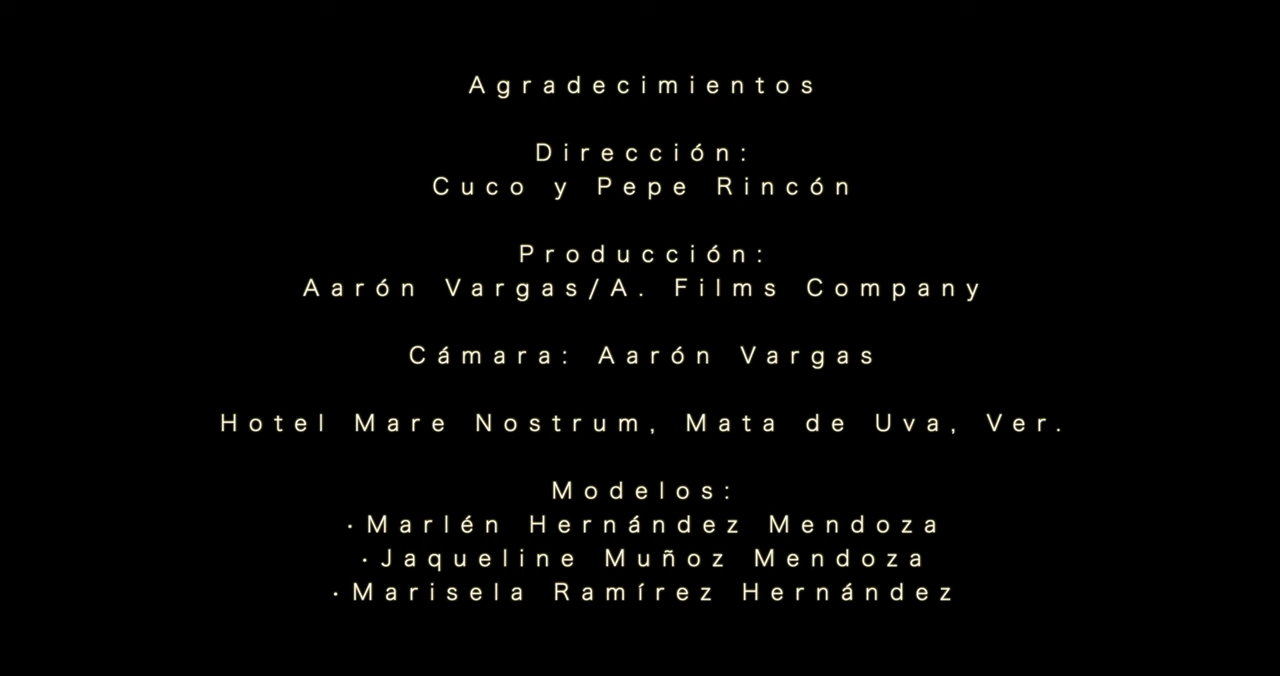 Agradecimientos
Dirección:
Cuco y Pepe Rincón
Producción:
Aarón Vargas/A. Films Company
Cámara: Aarón Vargas
Hotel Mare Nostrum, Mata de Uva, Ver.
Modelos:
·Marlén Hernández Mendoza
·Jaqueline Muñoz Mendoza
·Marisela Ramírez Hernández